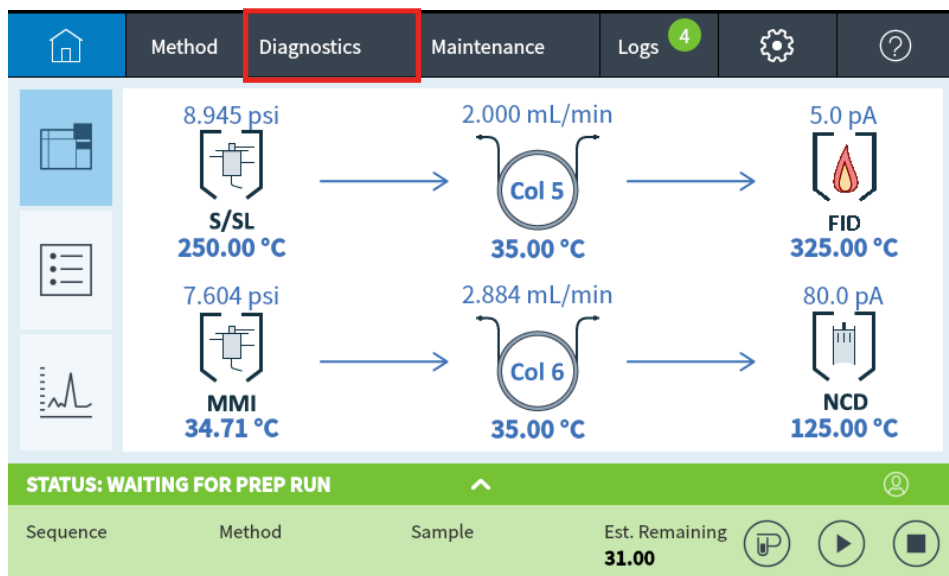 Method Diagnostics Maintenance Logs 4 ?
8.945 psi 2.000 mL/min 5.0 pA
Col 5
S/SL FID
250.00 °C 35.00 °C 325.00 °C
7.604 psi 2.884 mL/min 80.0 pA
Col 6
MMI NCD
34.71 °C 35.00 °C 125.00 °C
STATUS: WAITING FOR PREP RUN
Sequence Method Sample Est. Remaining
31.00